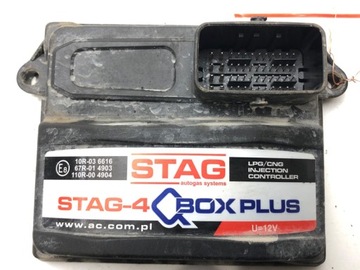 10R-03 6616
67R-01 4903
110R-00 4904
E8
STAG
autogas systems
LPG/CNG
INJECTION
CONTROLLER
STAG-4 QBOX PLUS
www.ac.com.pl
U=12V